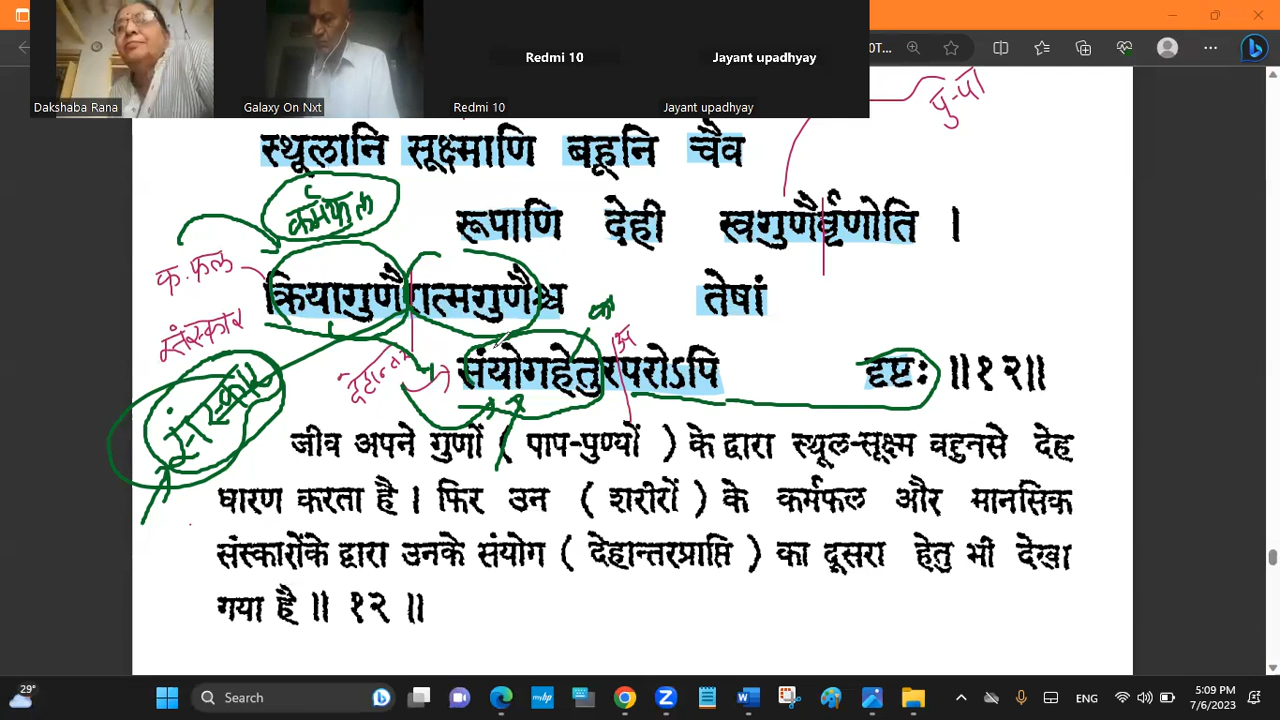 Dakshaba Rana
Galaxy On Nxt
Redmi 10
Redmi 10
Jayant upadhyay
Jayant upadhyay
0T...
पु-पा
स्थूलानि सूक्ष्माणि बहूनि चैव
कर्मफल
रूपाणि देही स्वगुणैर्वृणोति ।
क.फल
क्रियागुणैरात्मगुणैश्च तेषां
संस्कार
संयोगहेतुरपरोऽपि दृष्टः ॥१२॥
जीव अपने गुणों ( पाप-पुण्यों ) के द्वारा स्थूल-सूक्ष्म बहुतसे देह
धारण करता है । फिर उन ( शरीरों ) के कर्मफल और मानसिक
संस्कारोंके द्वारा उनके संयोग ( देहान्तरप्राप्ति ) का दूसरा हेतु भी देखा
गया है ॥ १२ ॥
29°
Search
ENG
5:09 PM
7/6/2023